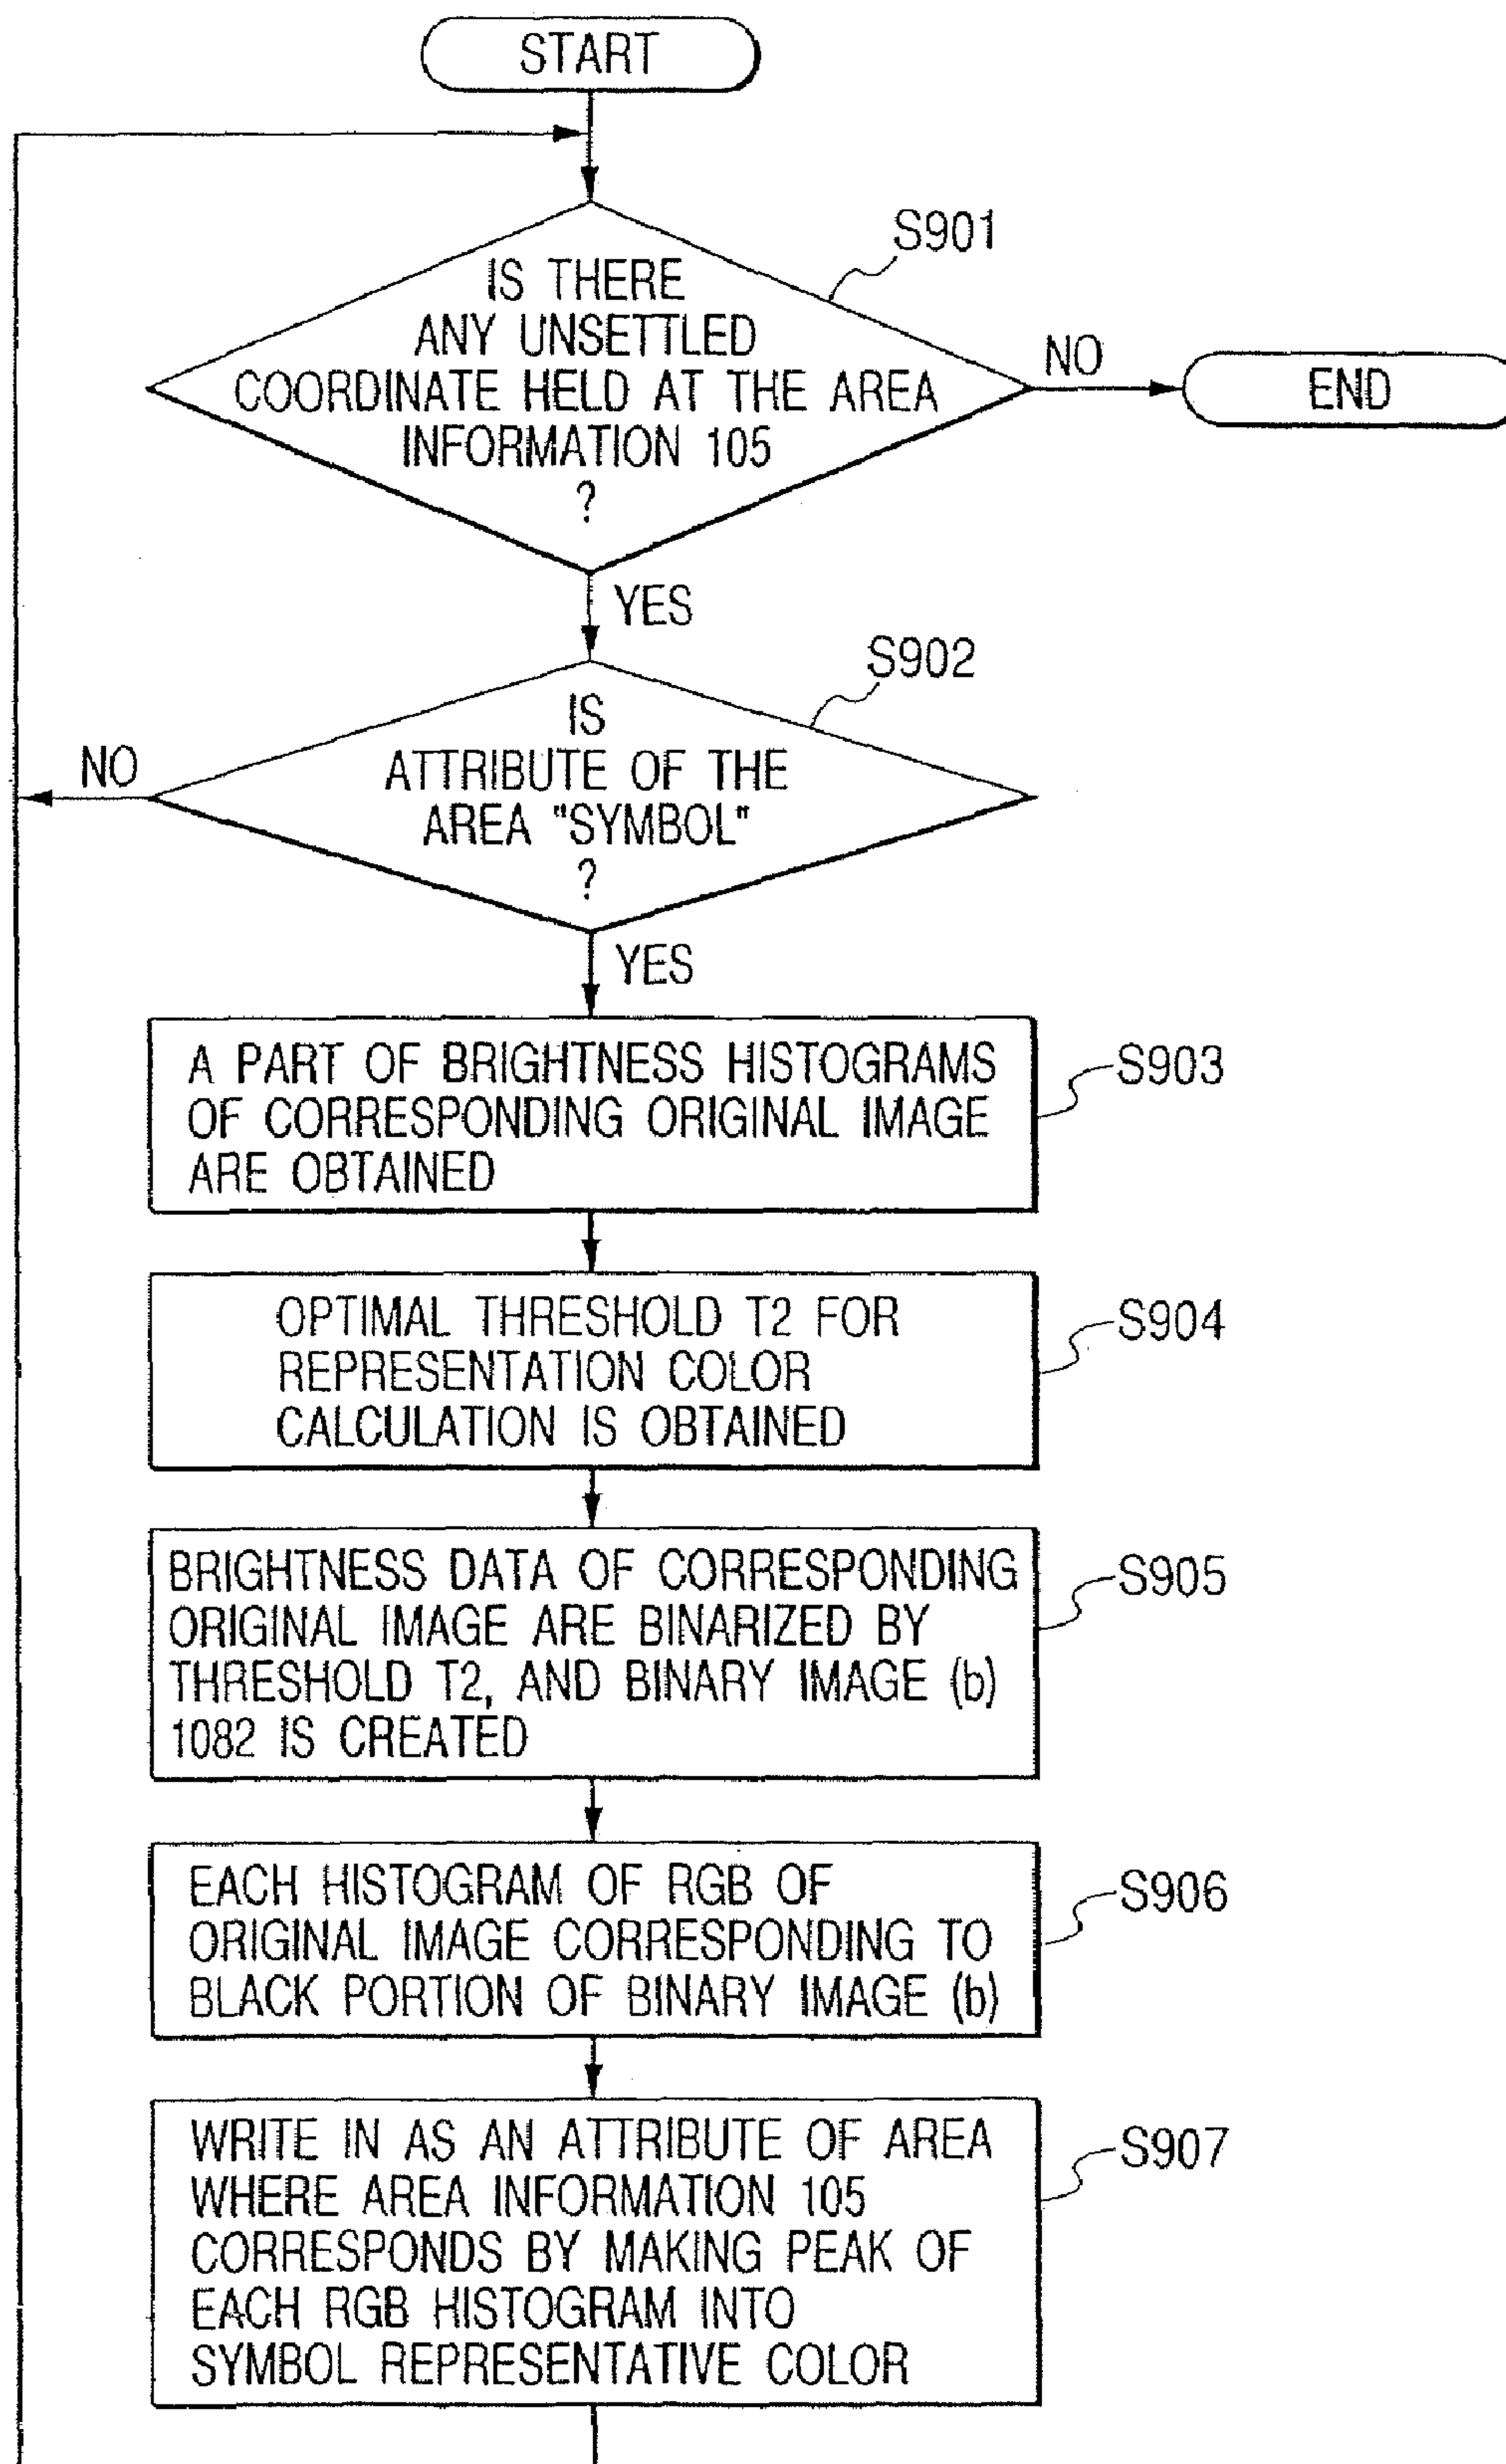 START
S901
IS THERE
ANY UNSETTLED
COORDINATE HELD AT THE AREA
INFORMATION 105
?
NO
END
YES
S902
IS
ATTRIBUTE OF THE
AREA "SYMBOL"
?
NO
YES
A PART OF BRIGHTNESS HISTOGRAMS
OF CORRESPONDING ORIGINAL IMAGE
ARE OBTAINED
S903
OPTIMAL THRESHOLD T2 FOR
REPRESENTATION COLOR
CALCULATION IS OBTAINED
S904
BRIGHTNESS DATA OF CORRESPONDING
ORIGINAL IMAGE ARE BINARIZED BY
THRESHOLD T2, AND BINARY IMAGE (b)
1082 IS CREATED
S905
EACH HISTOGRAM OF RGB OF
ORIGINAL IMAGE CORRESPONDING TO
BLACK PORTION OF BINARY IMAGE (b)
S906
WRITE IN AS AN ATTRIBUTE OF AREA
WHERE AREA INFORMATION 105
CORRESPONDS BY MAKING PEAK OF
EACH RGB HISTOGRAM INTO
SYMBOL REPRESENTATIVE COLOR
S907